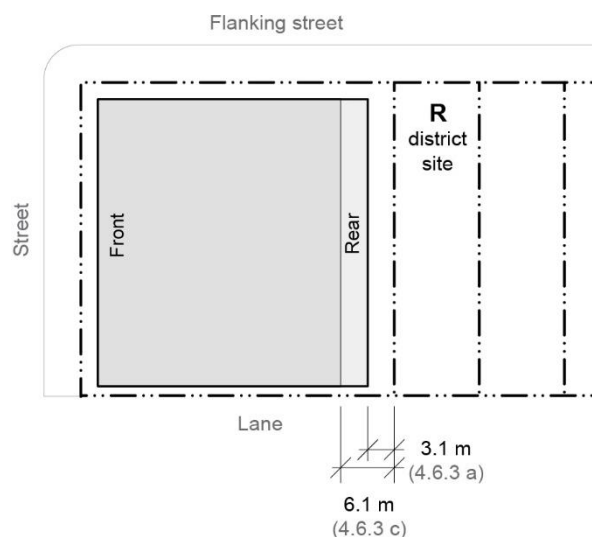 Flanking street
R
district
site
Street
Front
Rear
Lane
3.1 m
(4.6.3 a)
6.1 m
(4.6.3 c)